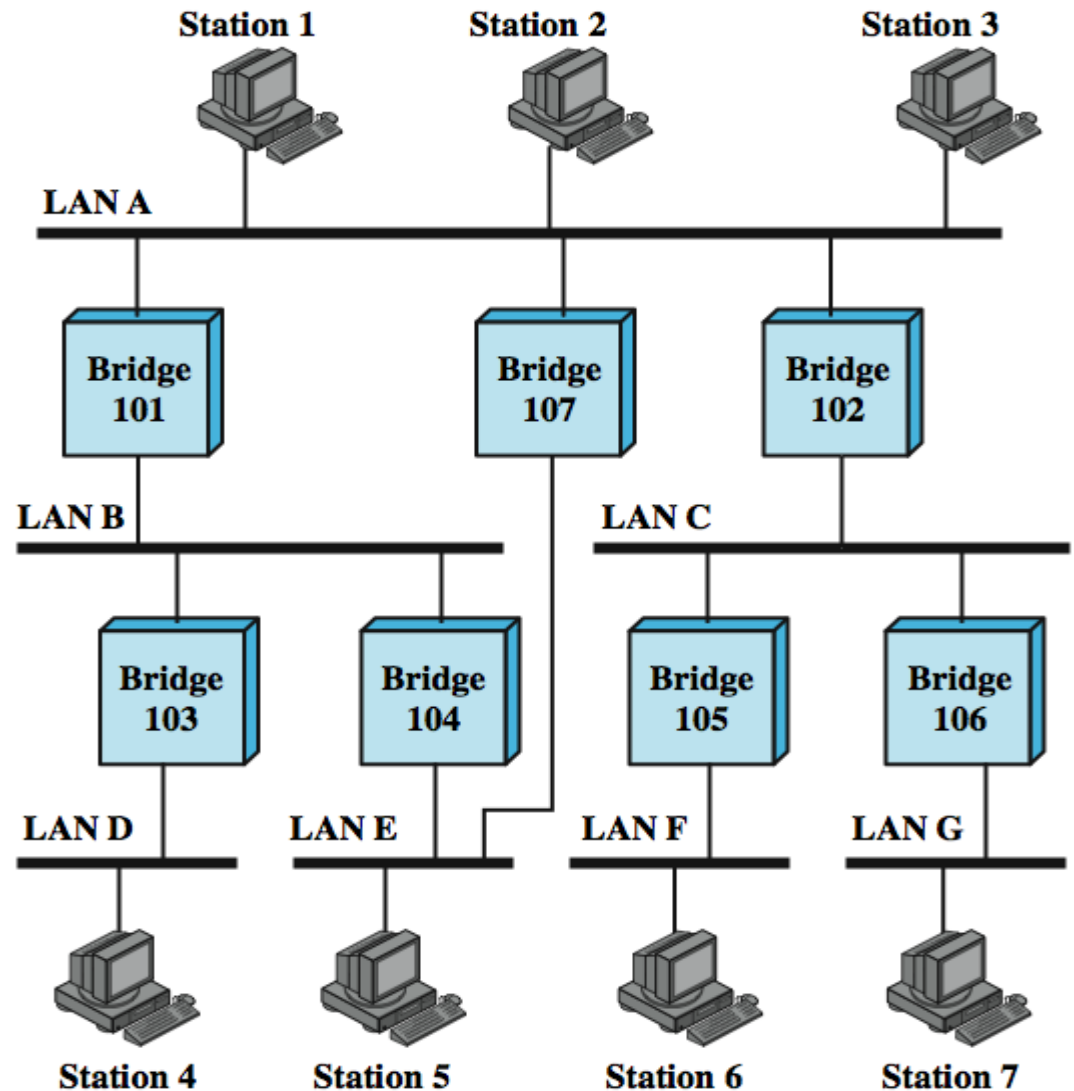 Station 1
Station 2
Station 3
LAN A
Bridge
101
Bridge
107
Bridge
102
LAN B
LAN C
Bridge
103
Bridge
104
Bridge
105
Bridge
106
LAN D
LAN E
LAN F
LAN G
Station 4
Station 5
Station 6
Station 7